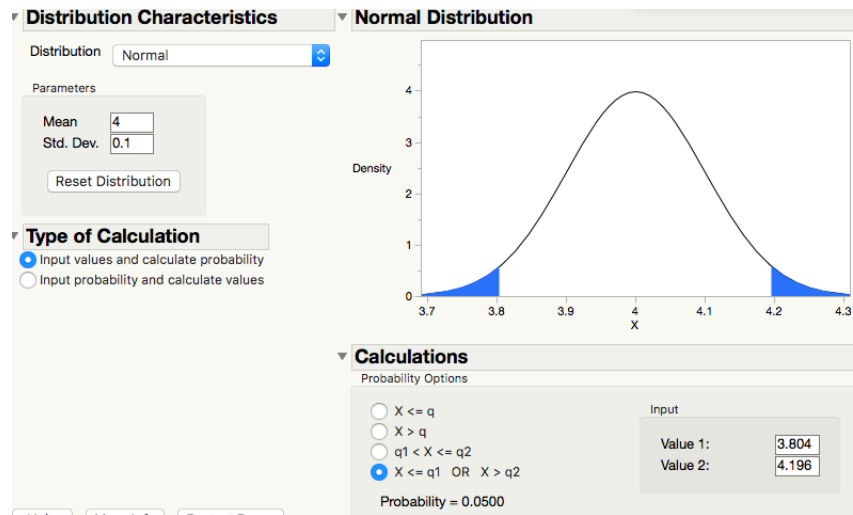 Distribution Characteristics
Distribution Normal
Parameters
Mean 4
Std. Dev. 0.1
Reset Distribution
Type of Calculation
Input values and calculate probability
Input probability and calculate values
Normal Distribution
4
3
Density
2
1
0
3.7 3.8 3.9 4 4.1 4.2 4.3
X
Calculations
Probability Options
X <= q
X > q
q1 < X <= q2
X <= q1 OR X > q2
Probability = 0.0500
Input
Value 1: 3.804
Value 2: 4.196